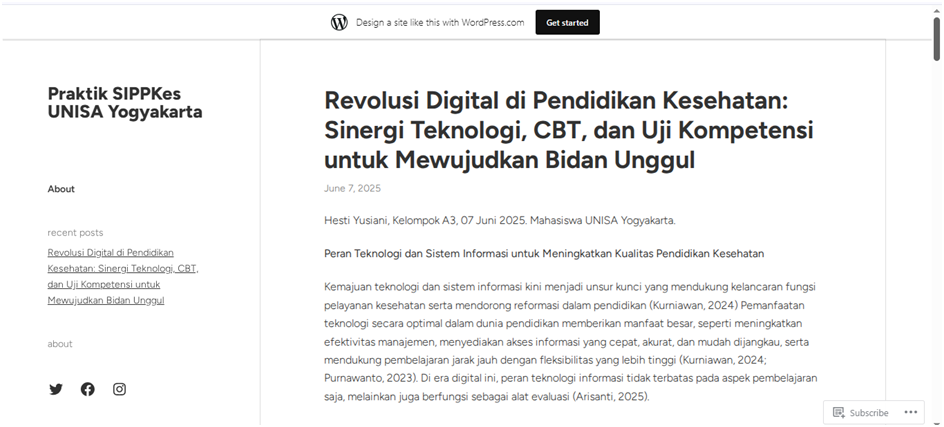 Design a site like this with WordPress.com
Get started
Praktik SIPPKes
UNISA Yogyakarta
About
recent posts
Revolusi Digital di Pendidikan
Kesehatan: Sinergi Teknologi, CBT,
dan Uji Kompetensi untuk
Mewujudkan Bidan Unggul
about
Revolusi Digital di Pendidikan Kesehatan:
Sinergi Teknologi, CBT, dan Uji Kompetensi
untuk Mewujudkan Bidan Unggul
June 7, 2025
Hesti Yusiani, Kelompok A3, 07 Juni 2025. Mahasiswa UNISA Yogyakarta.
Peran Teknologi dan Sistem Informasi untuk Meningkatkan Kualitas Pendidikan Kesehatan
Kemajuan teknologi dan sistem informasi kini menjadi unsur kunci yang mendukung kelancaran fungsi
pelayanan kesehatan serta mendorong reformasi dalam pendidikan (Kurniawan, 2024) Pemanfaatan
teknologi secara optimal dalam dunia pendidikan memberikan manfaat besar, seperti meningkatkan
efektivitas manajemen, menyediakan akses informasi yang cepat, akurat, dan mudah dijangkau, serta
mendukung pembelajaran jarak jauh dengan fleksibilitas yang lebih tinggi (Kurniawan, 2024;
Purnawanto, 2023). Di era digital ini, peran teknologi informasi tidak terbatas pada aspek pembelajaran
saja, melainkan juga berfungsi sebagai alat evaluasi (Arisanti, 2025).
Subscribe